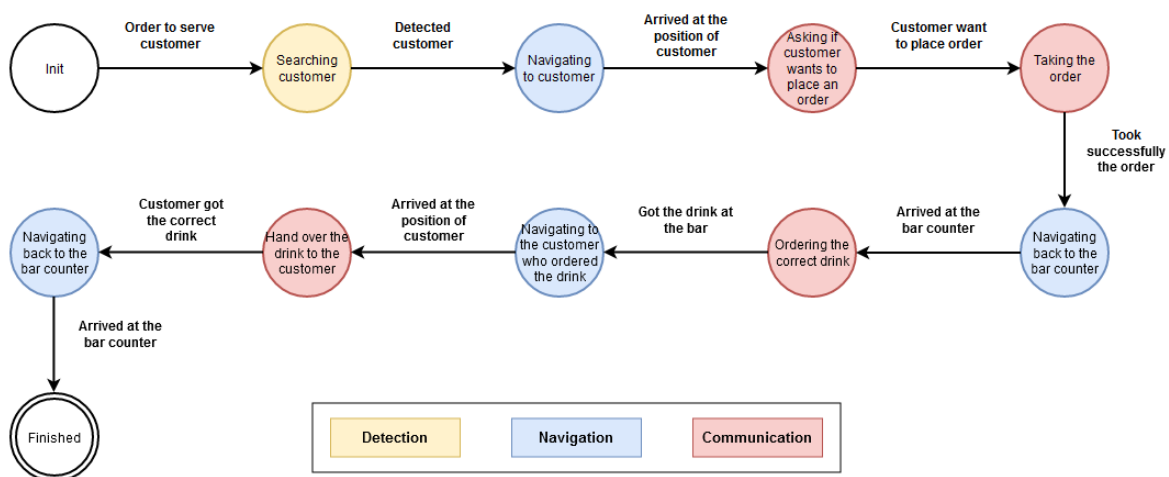 Order to serve
customer
Detected
customer
Arrived at the
position of
customer
Customer want
to place order
Init
Searching
customer
Navigating
to customer
Asking if
customer
wants to
place an
order
Taking the
order
Took
successfully
the order
Customer got
the correct
drink
Arrived at the
position of
customer
Got the drink at
the bar
Arrived at the
bar counter
Navigating
back to the
bar counter
Hand over the
drink to the
customer
Navigating to
the customer
who ordered
the drink
Ordering the
correct drink
Navigating
back to the
bar counter
Arrived at the
bar counter
Finished
Detection
Navigation
Communication